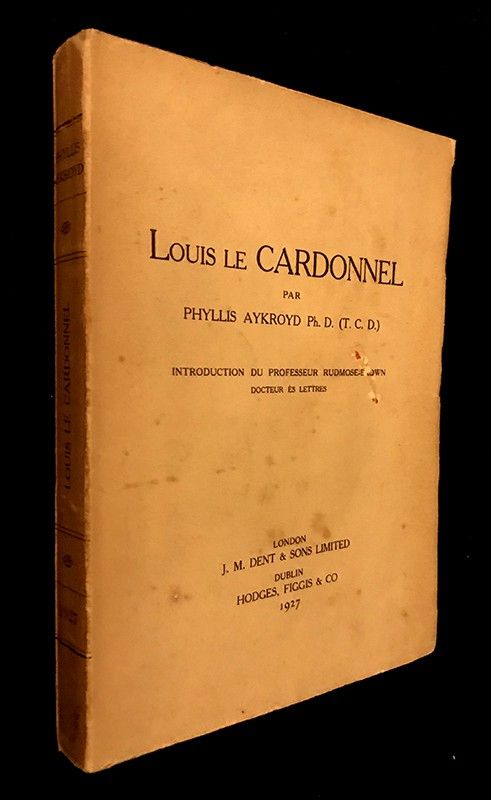 LOUIS LE CARDONNEL
PAR
PHYLLIS AYKROYD Ph. D. (T. C. D.)
INTRODUCTION DU PROFESSEUR RUDMOSE-BROWN
DOCTEUR ÈS LETTRES
LONDON
J. M. DENT & SONS LIMITED
DUBLIN
HODGES, FIGGIS & CO
1927
PHYLLIS
AYKROYD
LOUIS LE CARDONNEL
1927